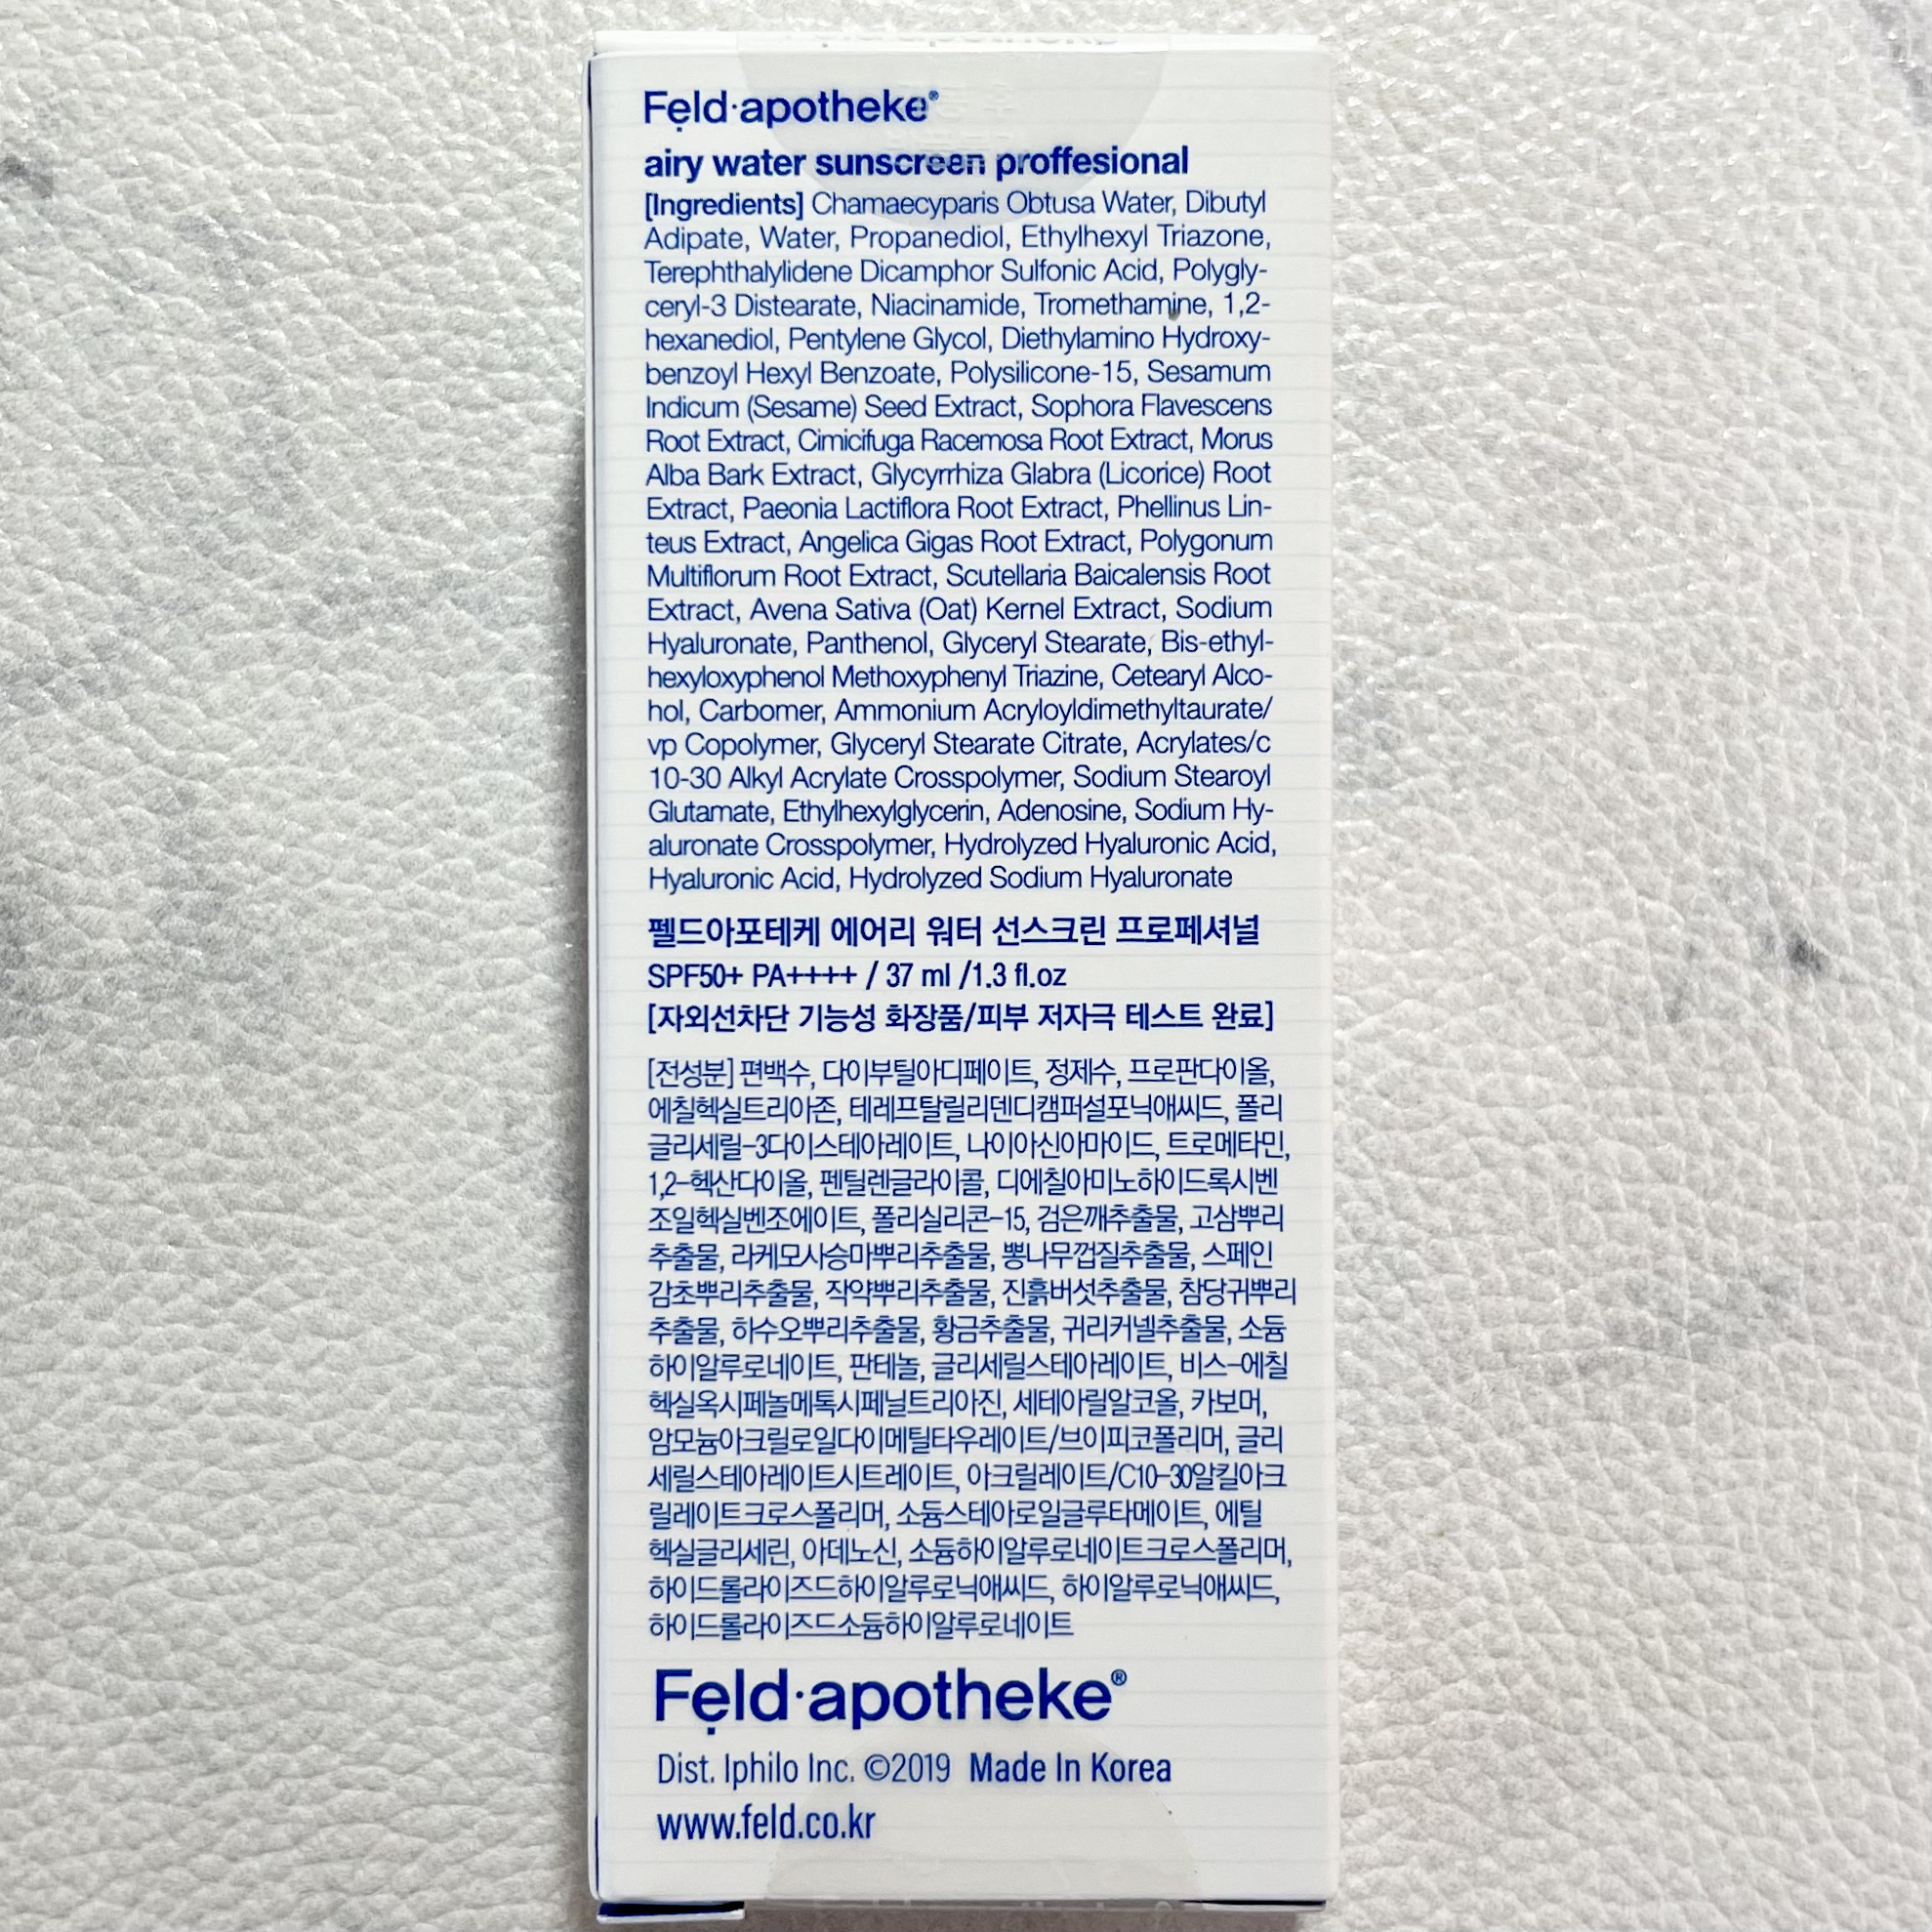 Feld·apotheke®
airy water sunscreen proffesional
[Ingredients] Chamaecyparis Obtusa Water, Dibutyl
Adipate, Water, Propanediol, Ethylhexyl Triazone,
Terephthalylidene Dicamphor Sulfonic Acid, Polygly-
ceryl-3 Distearate, Niacinamide, Tromethamine, 1,2-
hexanediol, Pentylene Glycol, Diethylamino Hydroxy-
benzoyl Hexyl Benzoate, Polysilicone-15, Sesamum
Indicum (Sesame) Seed Extract, Sophora Flavescens
Root Extract, Cimicifuga Racemosa Root Extract, Morus
Alba Bark Extract, Glycyrrhiza Glabra (Licorice) Root
Extract, Paeonia Lactiflora Root Extract, Phellinus Lin-
teus Extract, Angelica Gigas Root Extract, Polygonum
Multiflorum Root Extract, Scutellaria Baicalensis Root
Extract, Avena Sativa (Oat) Kernel Extract, Sodium
Hyaluronate, Panthenol, Glyceryl Stearate, Bis-ethyl-
hexyloxyphenol Methoxyphenyl Triazine, Cetearyl Alco-
hol, Carbomer, Ammonium Acryloyldimethyltaurate/
vp Copolymer, Glyceryl Stearate Citrate, Acrylates/c
10-30 Alkyl Acrylate Crosspolymer, Sodium Stearoyl
Glutamate, Ethylhexylglycerin, Adenosine, Sodium Hy-
aluronate Crosspolymer, Hydrolyzed Hyaluronic Acid,
Hyaluronic Acid, Hydrolyzed Sodium Hyaluronate
펠드아포테케 에어리 워터 선스크린 프로페셔널
SPF50+ PA++++ / 37 ml /1.3 fl.oz
[자외선차단 기능성 화장품/피부 저자극 테스트 완료]
[전성분] 편백수, 다이부틸아디페이트, 정제수, 프로판다이올,
에칠헥실트리아존, 테레프탈릴리덴디캠퍼설포닉애씨드, 폴리
글리세릴-3다이스테아레이트, 나이아신아마이드, 트로메타민,
1,2-헥산다이올, 펜틸렌글라이콜, 디에칠아미노하이드록시벤
조일헥실벤조에이트, 폴리실리콘-15, 검은깨추출물, 고삼뿌리
추출물, 라케모사승마뿌리추출물, 뽕나무껍질추출물, 스페인
감초뿌리추출물, 작약뿌리추출물, 진흙버섯추출물, 참당귀뿌리
추출물, 하수오뿌리추출물, 황금추출물, 귀리커넬추출물, 소듐
하이알루로네이트, 판테놀, 글리세릴스테아레이트, 비스-에칠
헥실옥시페놀메톡시페닐트리아진, 세테아릴알코올, 카보머,
암모늄아크릴로일다이메틸타우레이트/브이피코폴리머, 글리
세릴스테아레이트시트레이트, 아크릴레이트/C10-30알킬아크
릴레이트크로스폴리머, 소듐스테아로일글루타메이트, 에틸
헥실글리세린, 아데노신, 소듐하이알루로네이트크로스폴리머,
하이드롤라이즈드하이알루로닉애씨드, 하이알루로닉애씨드,
하이드롤라이즈드소듐하이알루로네이트
Feld·apotheke®
Dist. Iphilo Inc. ©2019 Made In Korea
www.feld.co.kr